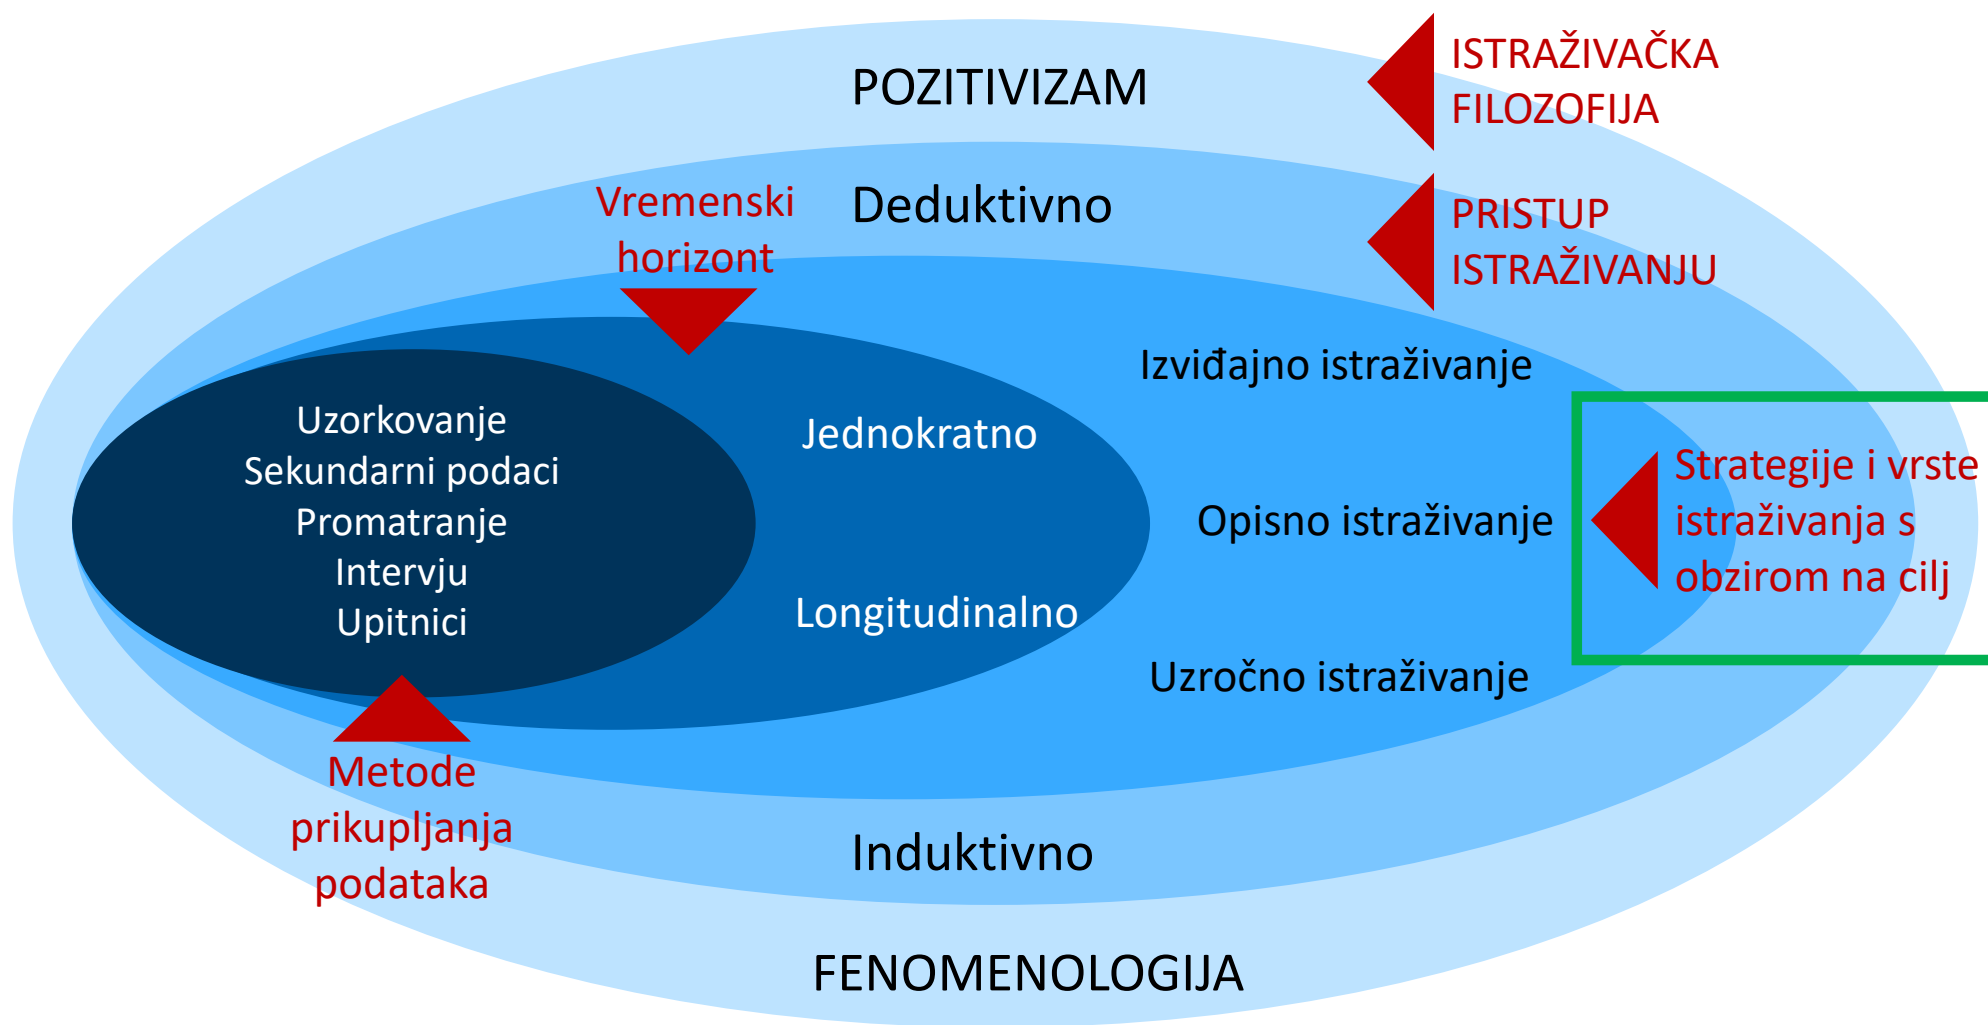 POZITIVIZAM
ISTRAŽIVAČKA
FILOZOFIJA
Vremenski
horizont
Deduktivno
PRISTUP
ISTRAŽIVANJU
Izviđajno istraživanje
Uzorkovanje
Sekundarni podaci
Promatranje
Intervju
Upitnici
Jednokratno
Longitudinalno
Opisno istraživanje
Strategije i vrste
istraživanja s
obzirom na cilj
Uzročno istraživanje
Metode
prikupljanja
podataka
Induktivno
FENOMENOLOGIJA